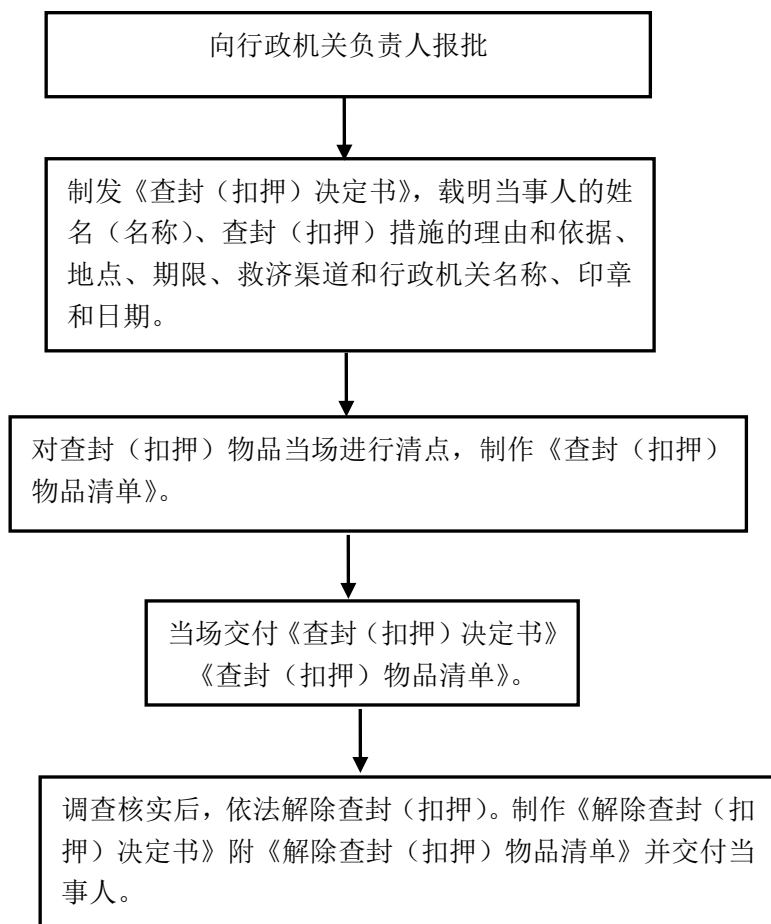 向行政机关负责人报批
制发《查封（扣押）决定书》，载明当事人的姓
名（名称）、查封（扣押）措施的理由和依据、
地点、期限、救济渠道和行政机关名称、印章
和日期。
对查封（扣押）物品当场进行清点，制作《查封（扣押）
物品清单》。
当场交付《查封（扣押）决定书》
《查封（扣押）物品清单》。
调查核实后，依法解除查封（扣押）。制作《解除查封（扣
押）决定书》附《解除查封（扣押）物品清单》并交付当
事人。